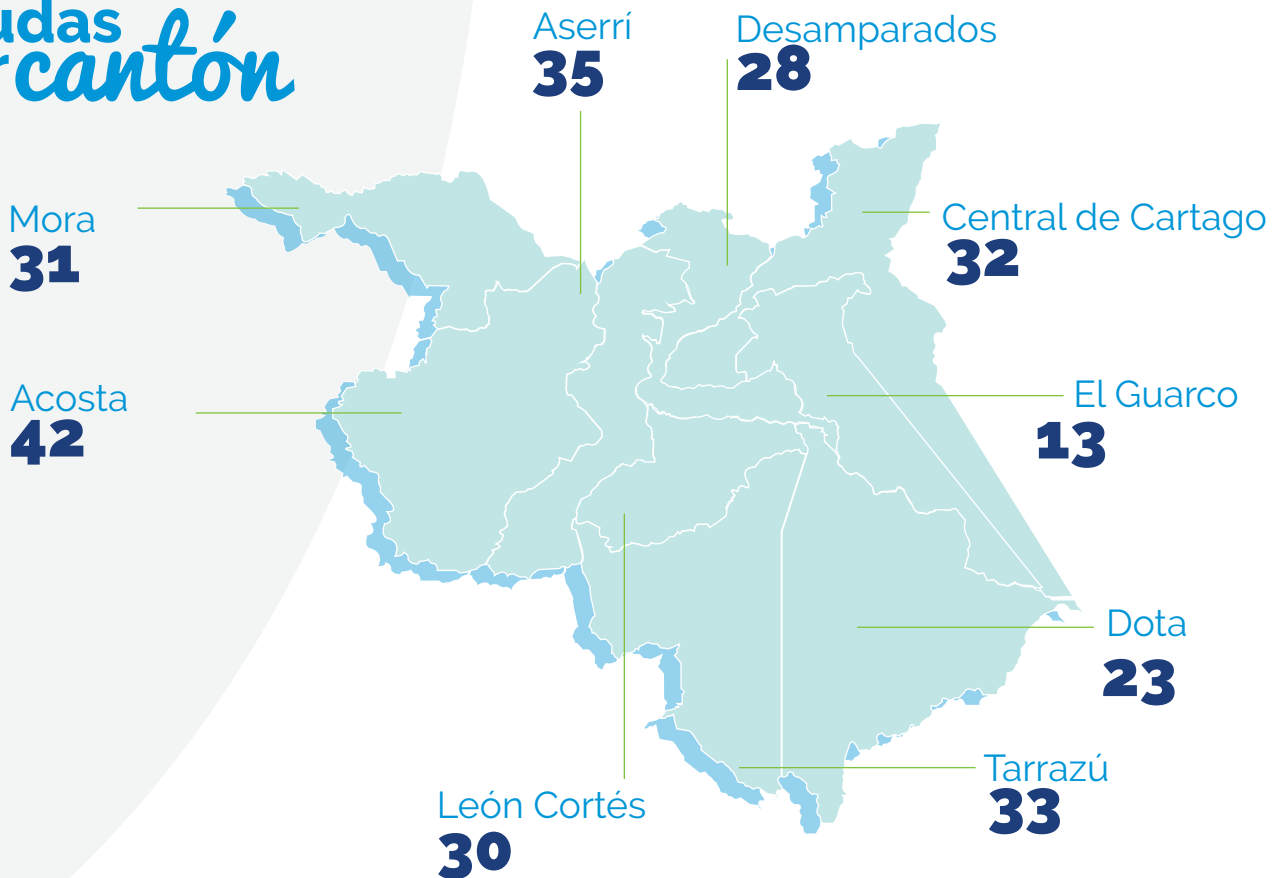 udas
r cantón
Aserrí
35
Desamparados
28
Mora
31
Central de Cartago
32
Acosta
42
El Guarco
13
Dota
23
Tarrazú
33
León Cortés
30